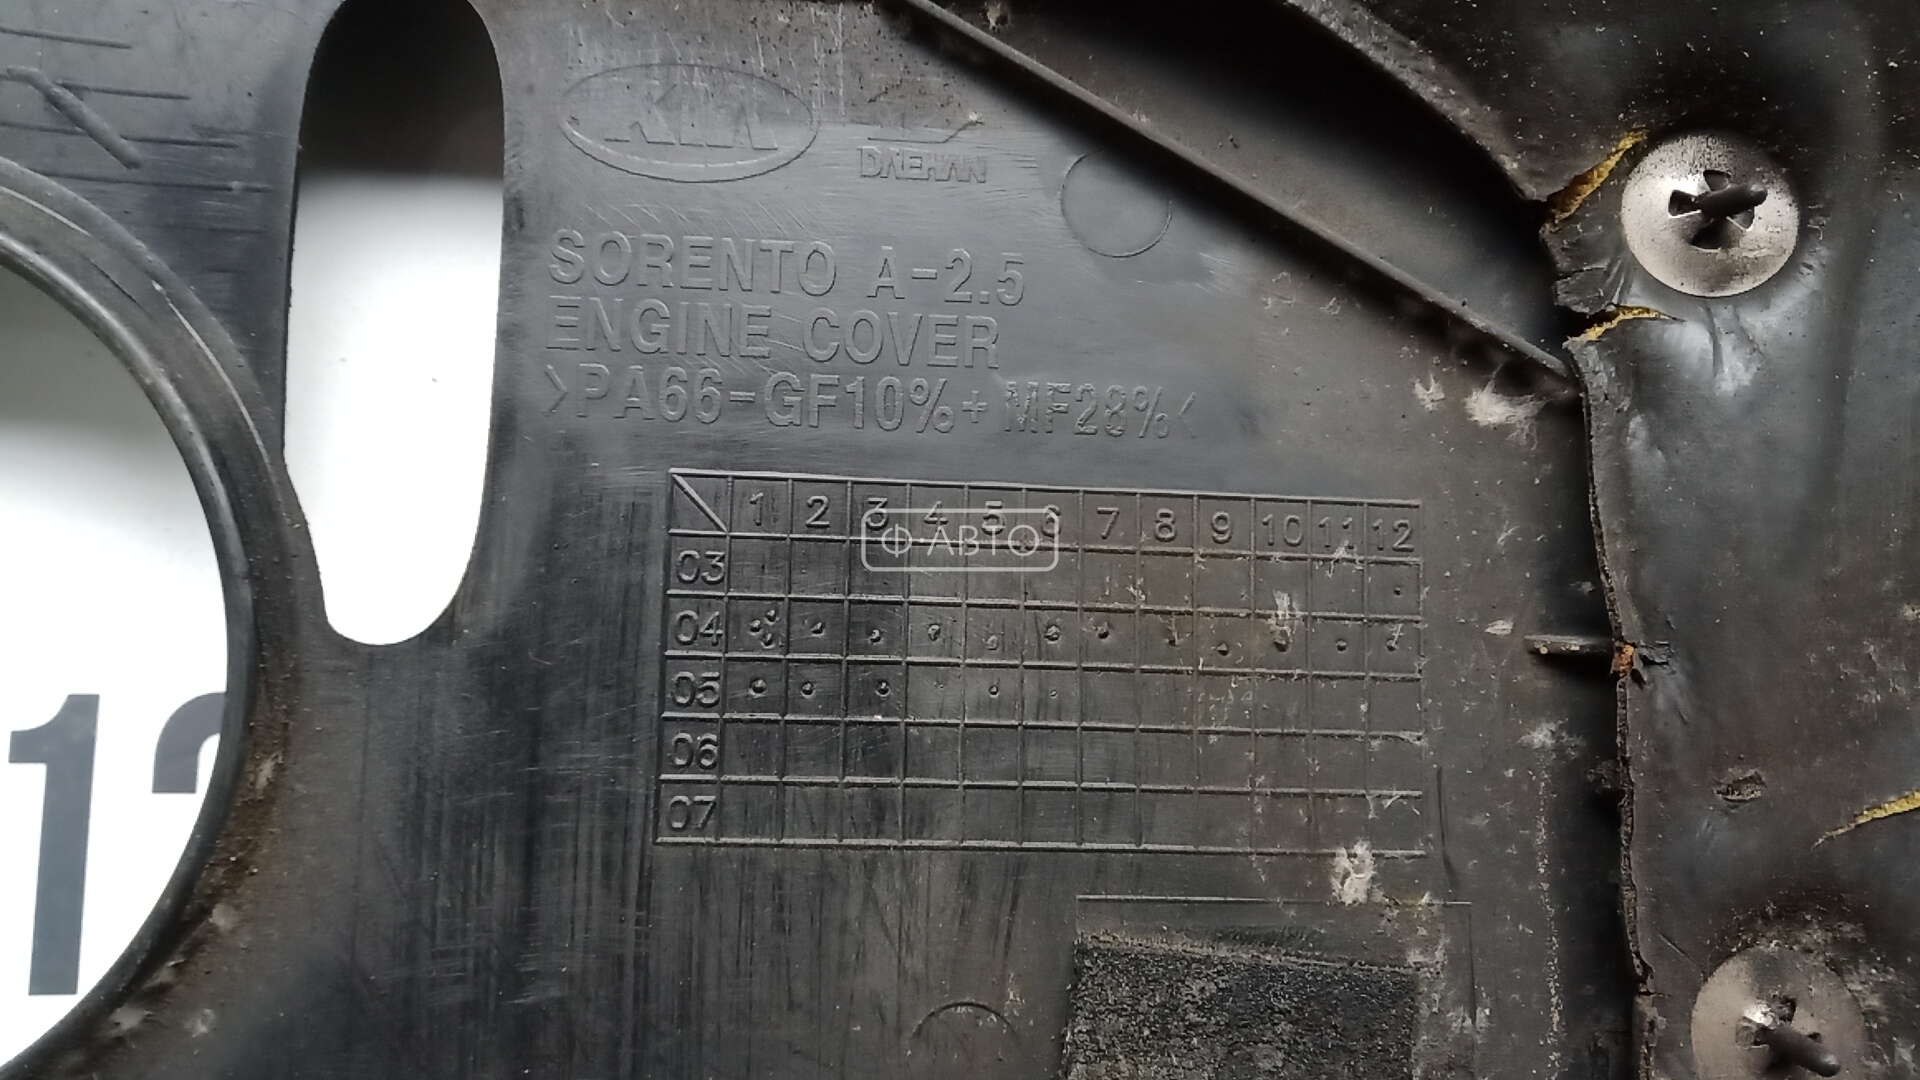 KIA
DAEHAN
SORENTO A-2.5
ENGINE COVER
>PA66-GF10%+MF28%<
1 2 3 4 5 6 7 8 9 10 11 12
Ф·АВТО
03
04
05
06
07